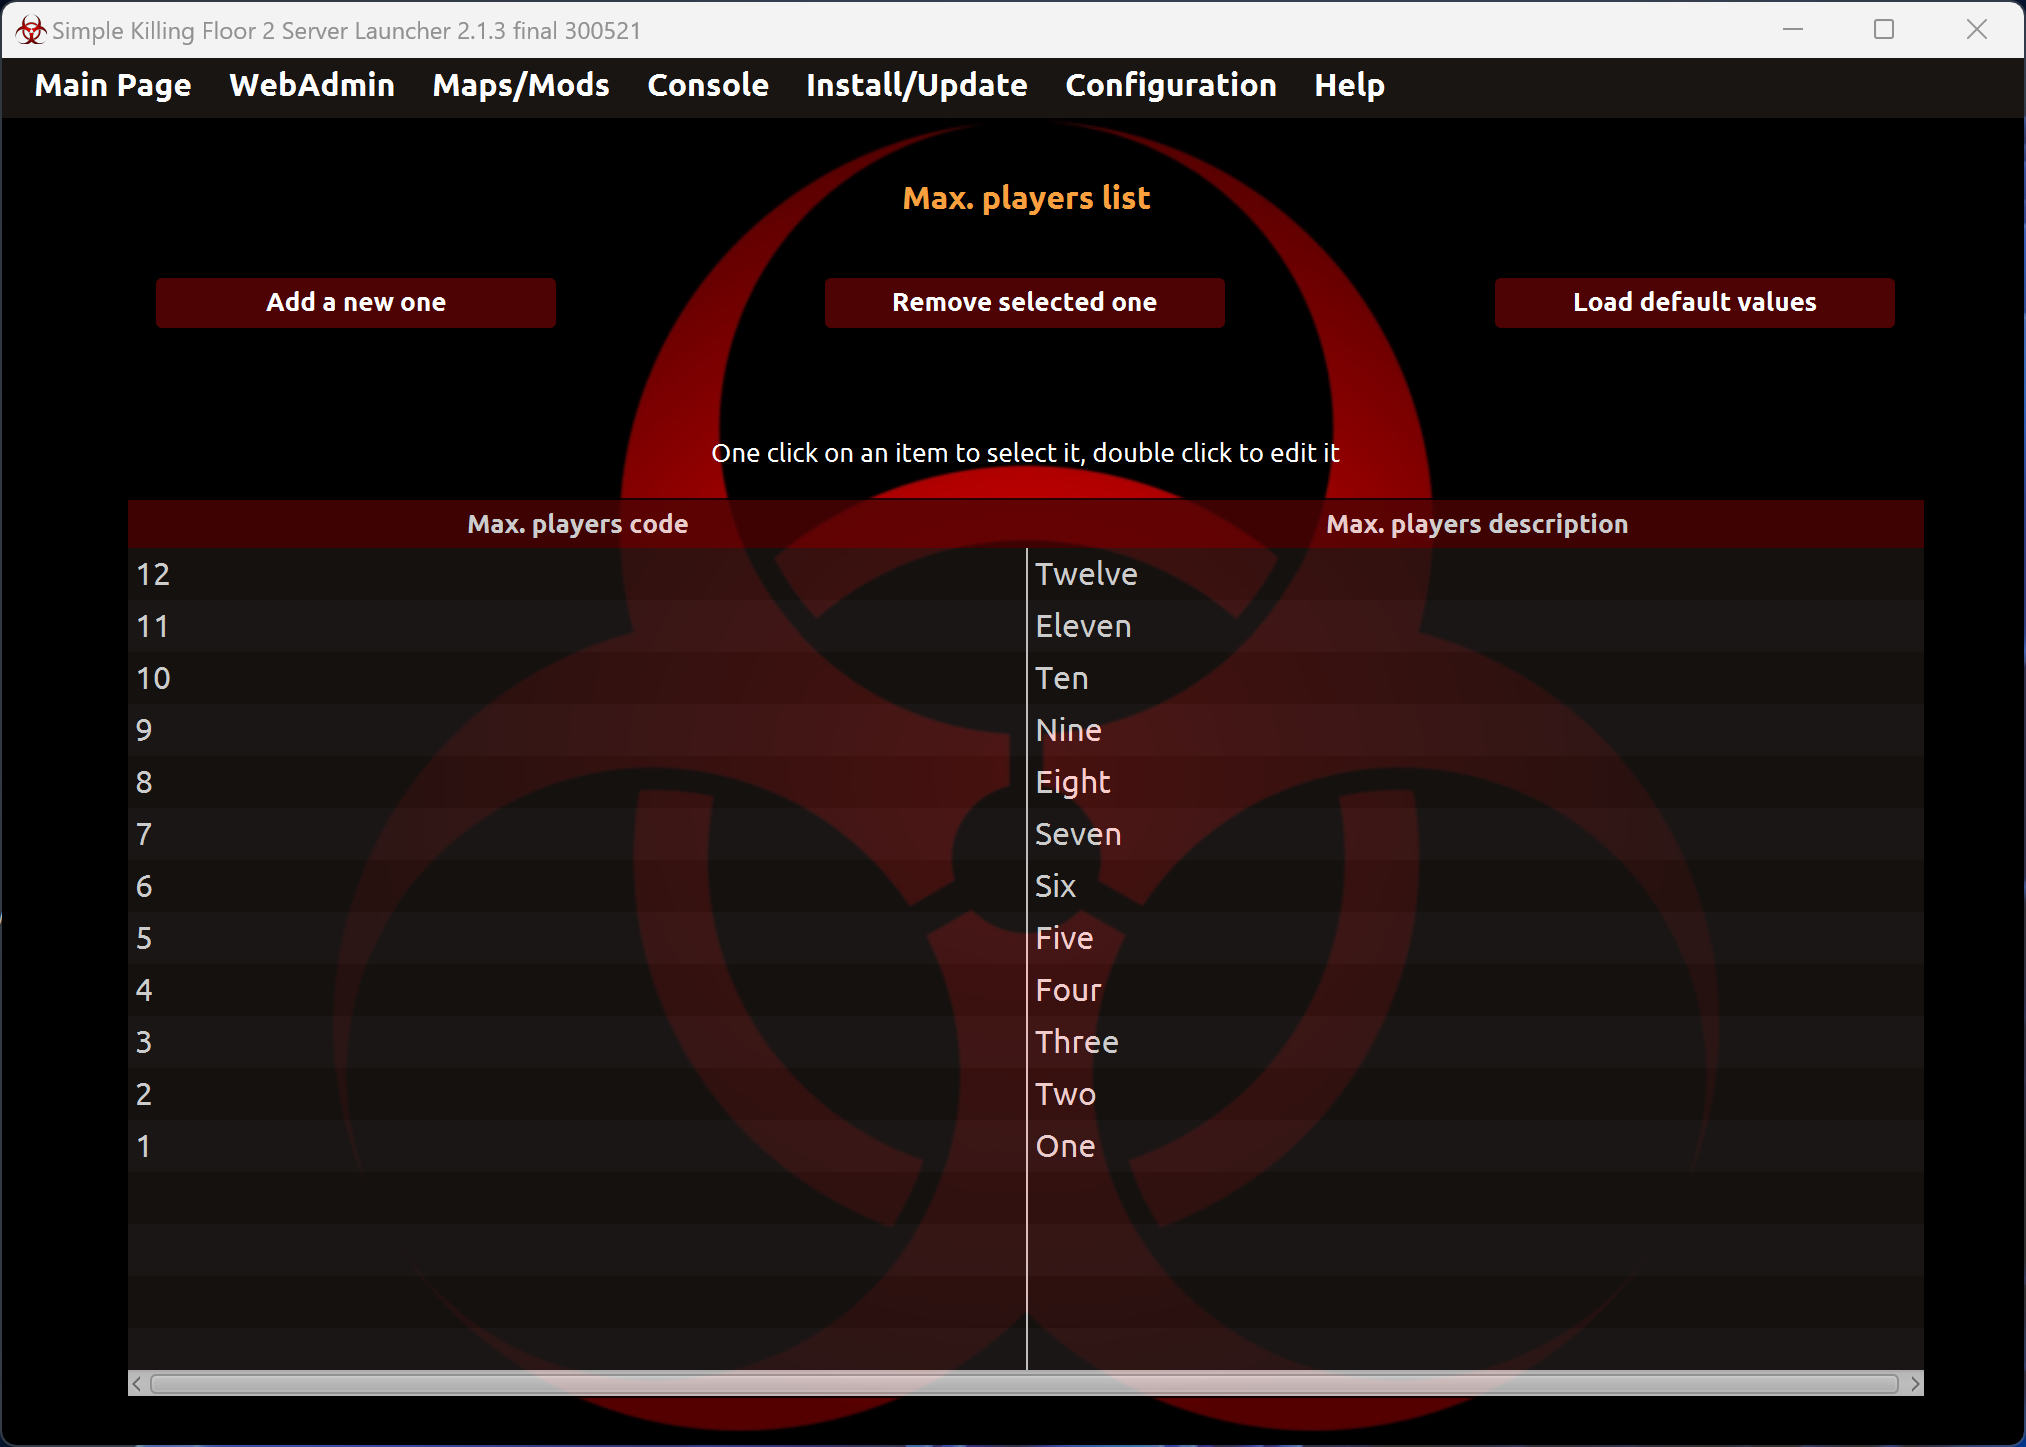 Simple Killing Floor 2 Server Launcher 2.1.3 final 300521
Main Page WebAdmin Maps/Mods Console Install/Update Configuration Help
Max. players list
Add a new one Remove selected one Load default values
One click on an item to select it, double click to edit it
Max. players code Max. players description
12 Twelve
11 Eleven
10 Ten
9 Nine
8 Eight
7 Seven
6 Six
5 Five
4 Four
3 Three
2 Two
1 One